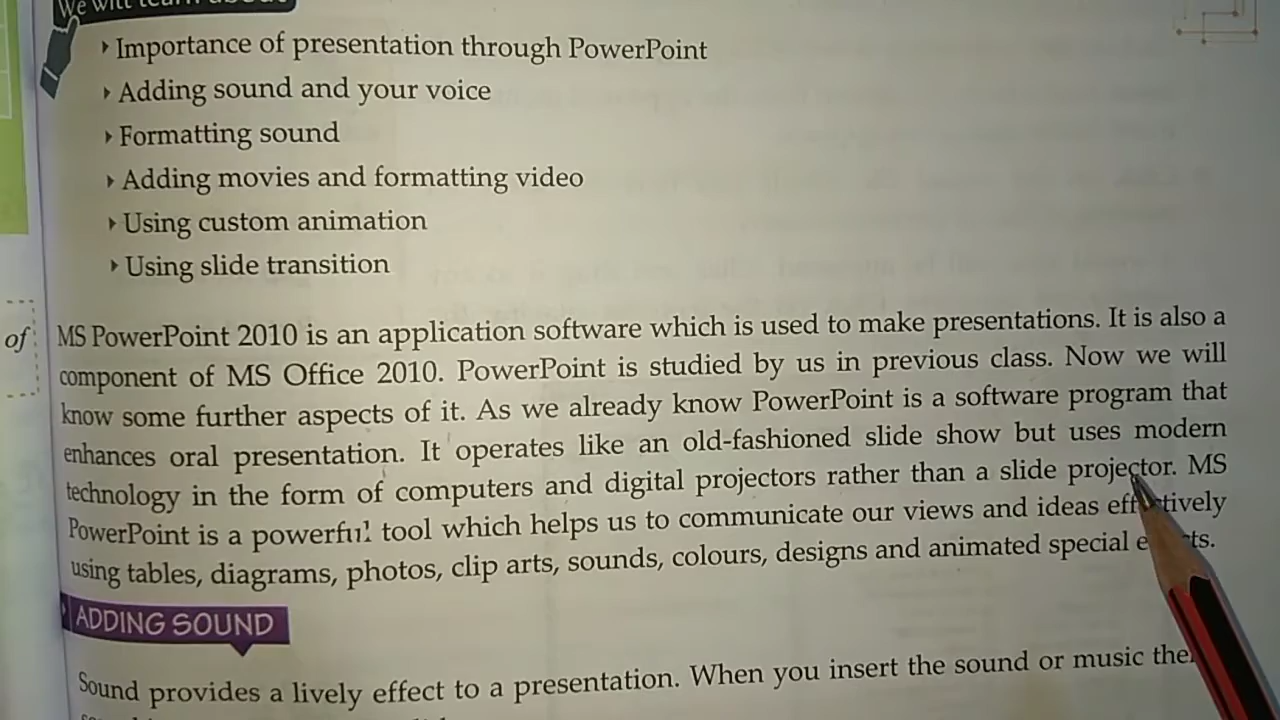 We will learn about
Importance of presentation through PowerPoint
Adding sound and your voice
Formatting sound
Adding movies and formatting video
Using custom animation
Using slide transition
of
MS PowerPoint 2010 is an application software which is used to make presentations. It is also a
component of MS Office 2010. PowerPoint is studied by us in previous class. Now we will
know some further aspects of it. As we already know PowerPoint is a software program that
enhances oral presentation. It operates like an old-fashioned slide show but uses modern
technology in the form of computers and digital projectors rather than a slide projector. MS
PowerPoint is a powerful tool which helps us to communicate our views and ideas effectively
using tables, diagrams, photos, clip arts, sounds, colours, designs and animated special effects.
ADDING SOUND
Sound provides a lively effect to a presentation. When you insert the sound or music the